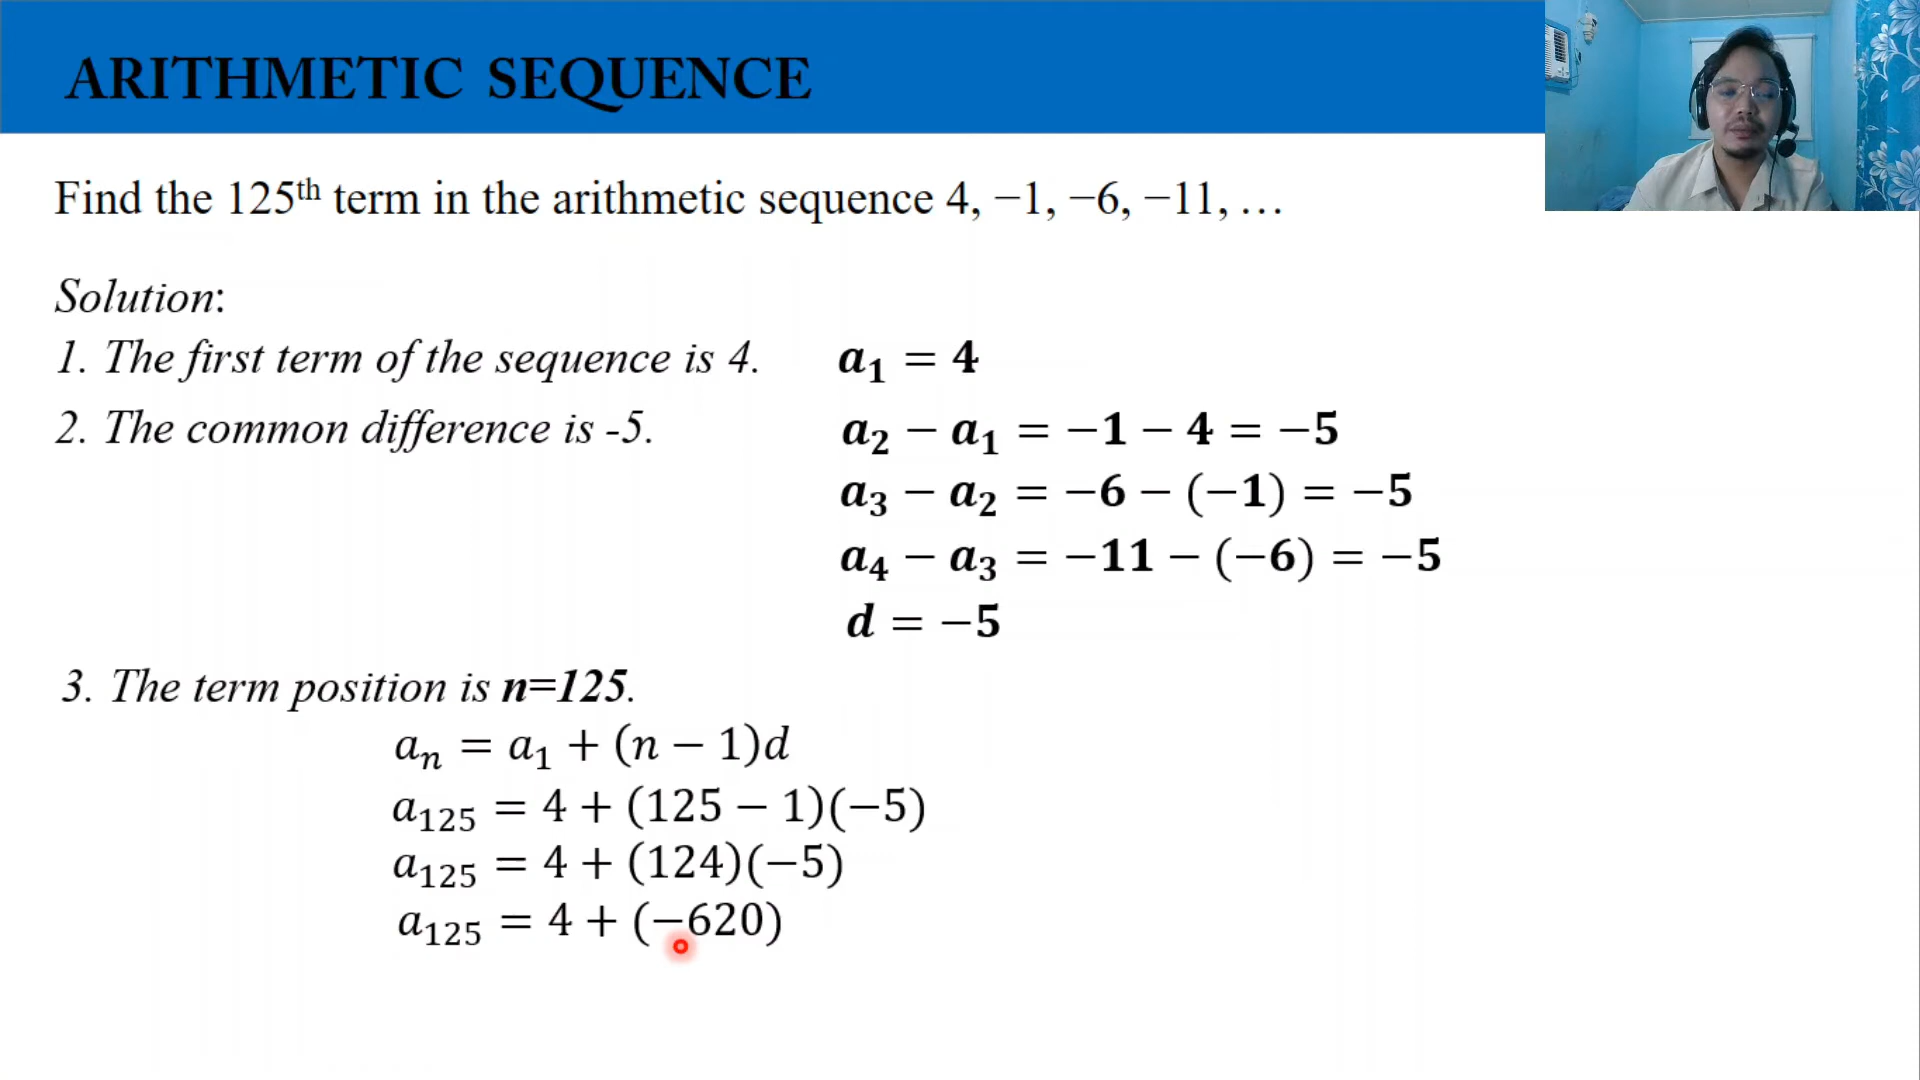 ARITHMETIC SEQUENCE
Find the 125th term in the arithmetic sequence 4, −1, −6, −11, …
Solution:
1. The first term of the sequence is 4. a₁ = 4
2. The common difference is -5. a₂ − a₁ = −1 − 4 = −5
a₃ − a₂ = −6 − (−1) = −5
a₄ − a₃ = −11 − (−6) = −5
d = −5
3. The term position is n=125.
aₙ = a₁ + (n − 1)d
a₁₂₅ = 4 + (125 − 1)(−5)
a₁₂₅ = 4 + (124)(−5)
a₁₂₅ = 4 + (−620)